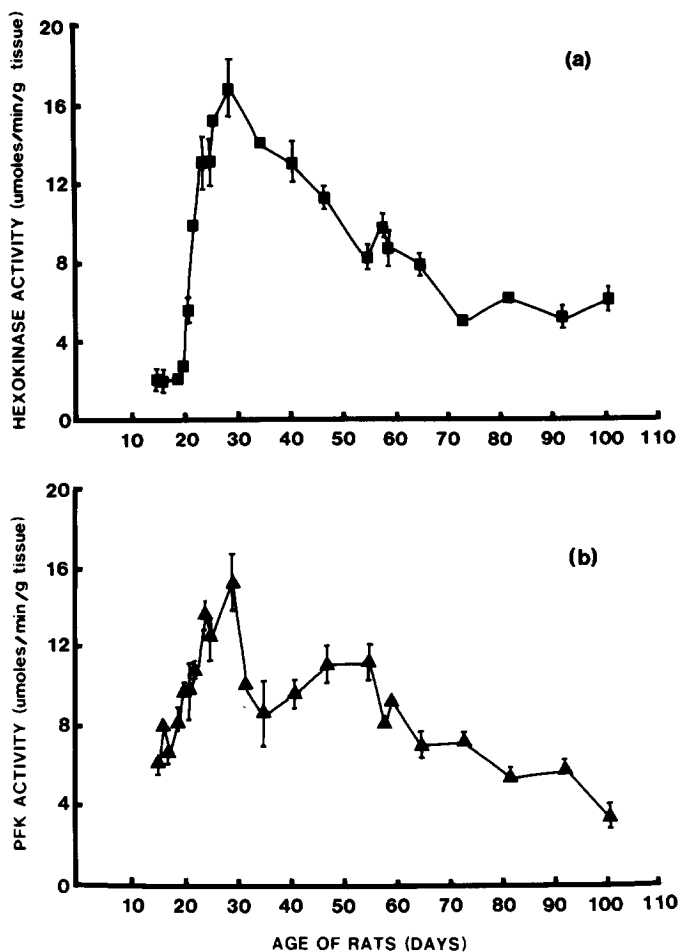 HEXOKINASE ACTIVITY (umoles/min/g tissue)
20
16
12
8
4
0
(a)
10 20 30 40 50 60 70 80 90 100 110
PFK ACTIVITY (umoles/min/g tissue)
20
16
12
8
4
0
(b)
10 20 30 40 50 60 70 80 90 100 110
AGE OF RATS (DAYS)